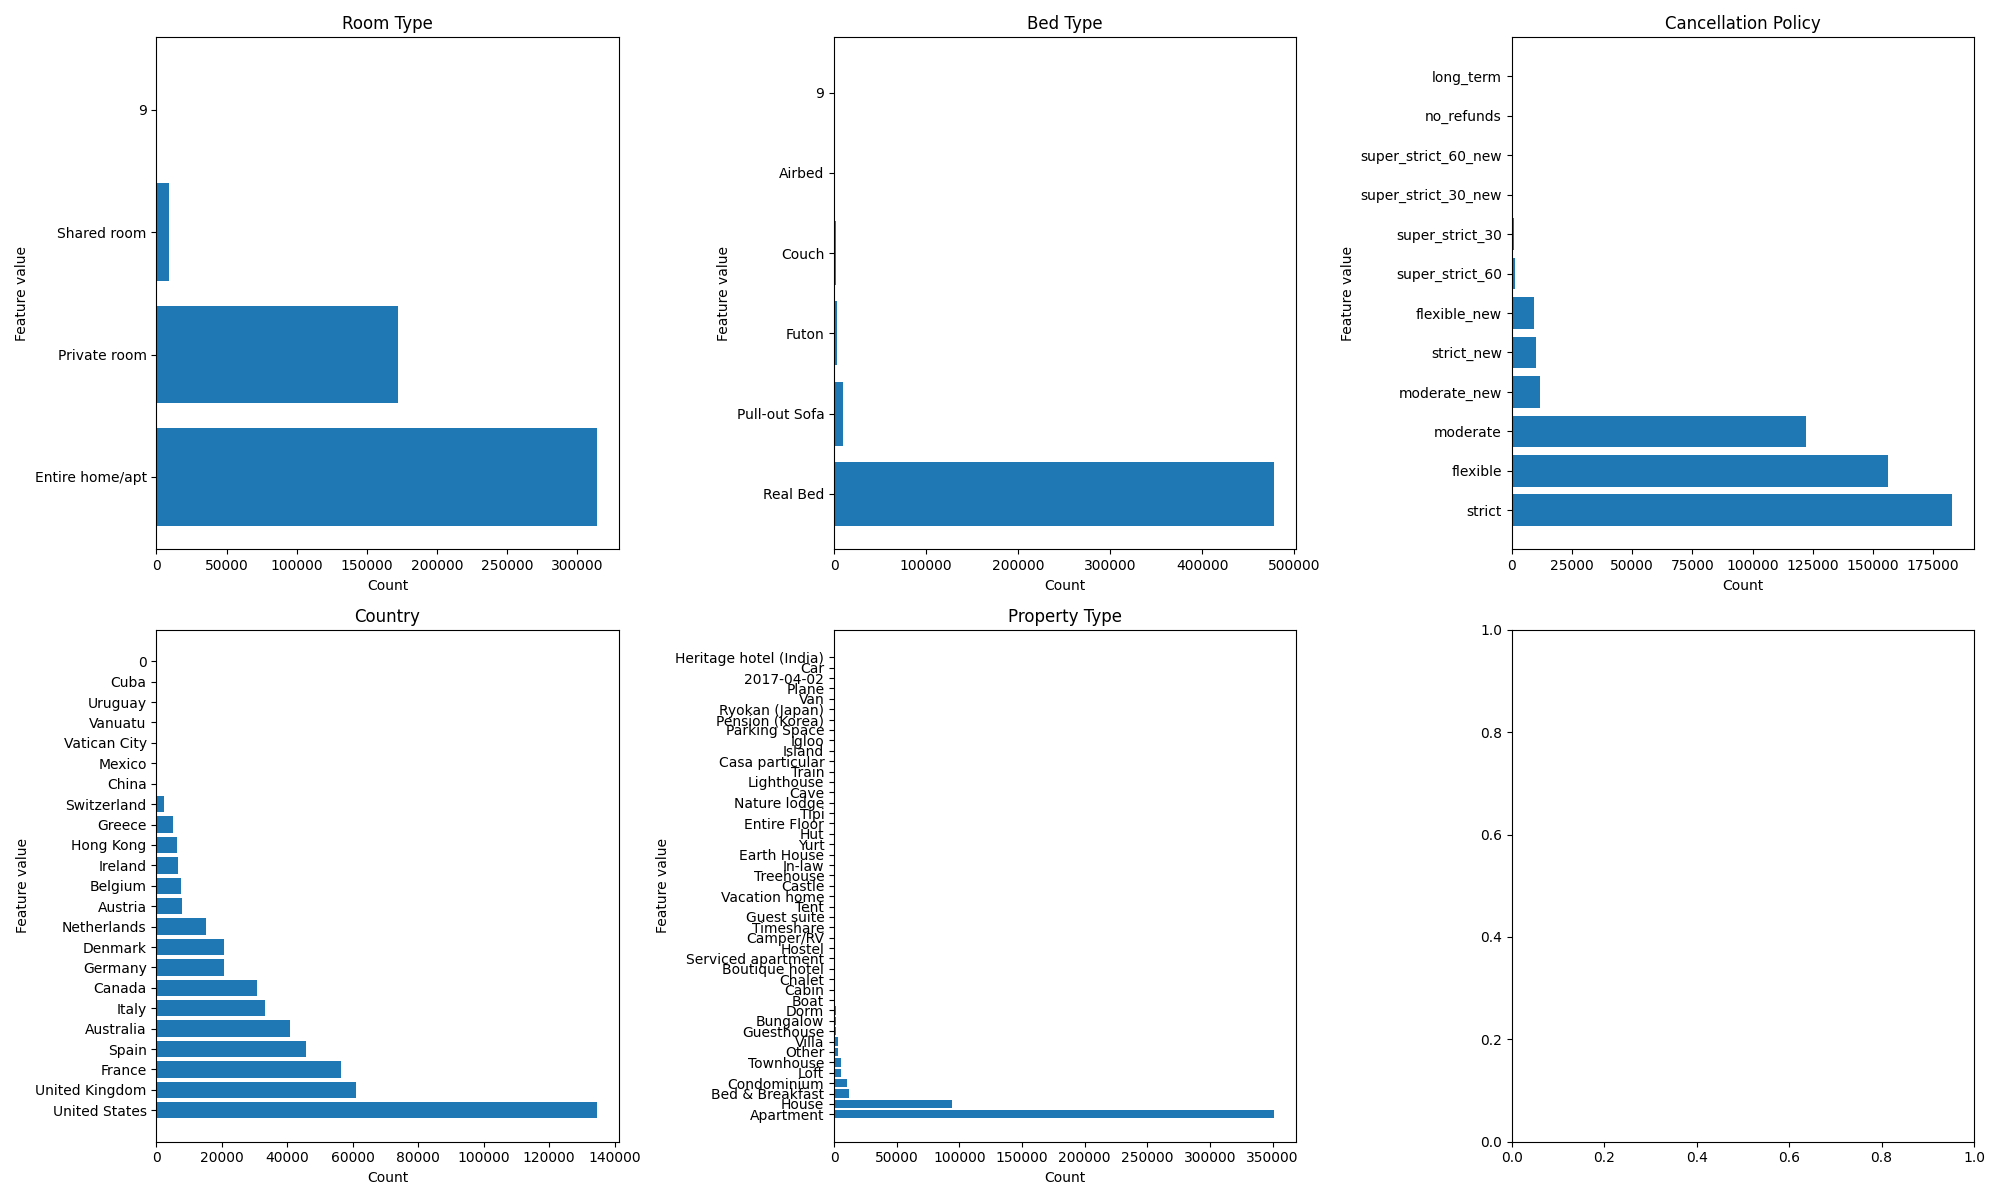 Room Type
9
Shared room
Private room
Entire home/apt
Feature value
0 50000 100000 150000 200000 250000 300000
Count
Bed Type
9
Airbed
Couch
Futon
Pull-out Sofa
Real Bed
Feature value
0 100000 200000 300000 400000 500000
Count
Cancellation Policy
long_term
no_refunds
super_strict_60_new
super_strict_30_new
super_strict_30
super_strict_60
flexible_new
strict_new
moderate_new
moderate
flexible
strict
Feature value
0 25000 50000 75000 100000 125000 150000 175000
Count
Country
0
Cuba
Uruguay
Vanuatu
Vatican City
Mexico
China
Switzerland
Greece
Hong Kong
Ireland
Belgium
Austria
Netherlands
Denmark
Germany
Canada
Italy
Australia
Spain
France
United Kingdom
United States
Feature value
0 20000 40000 60000 80000 100000 120000 140000
Count
Property Type
Heritage hotel (India)
Car
2017-04-02
Plane
Van
Ryokan (Japan)
Pension (Korea)
Parking Space
Igloo
Island
Casa particular
Train
Lighthouse
Cave
Nature lodge
Tipi
Entire Floor
Hut
Yurt
Earth House
In-law
Treehouse
Castle
Vacation home
Tent
Guest suite
Timeshare
Camper/RV
Hostel
Serviced apartment
Boutique hotel
Chalet
Cabin
Boat
Dorm
Bungalow
Guesthouse
Villa
Other
Townhouse
Loft
Condominium
Bed & Breakfast
House
Apartment
Feature value
0 50000 100000 150000 200000 250000 300000 350000
Count
1.0
0.8
0.6
0.4
0.2
0.0
0.0 0.2 0.4 0.6 0.8 1.0